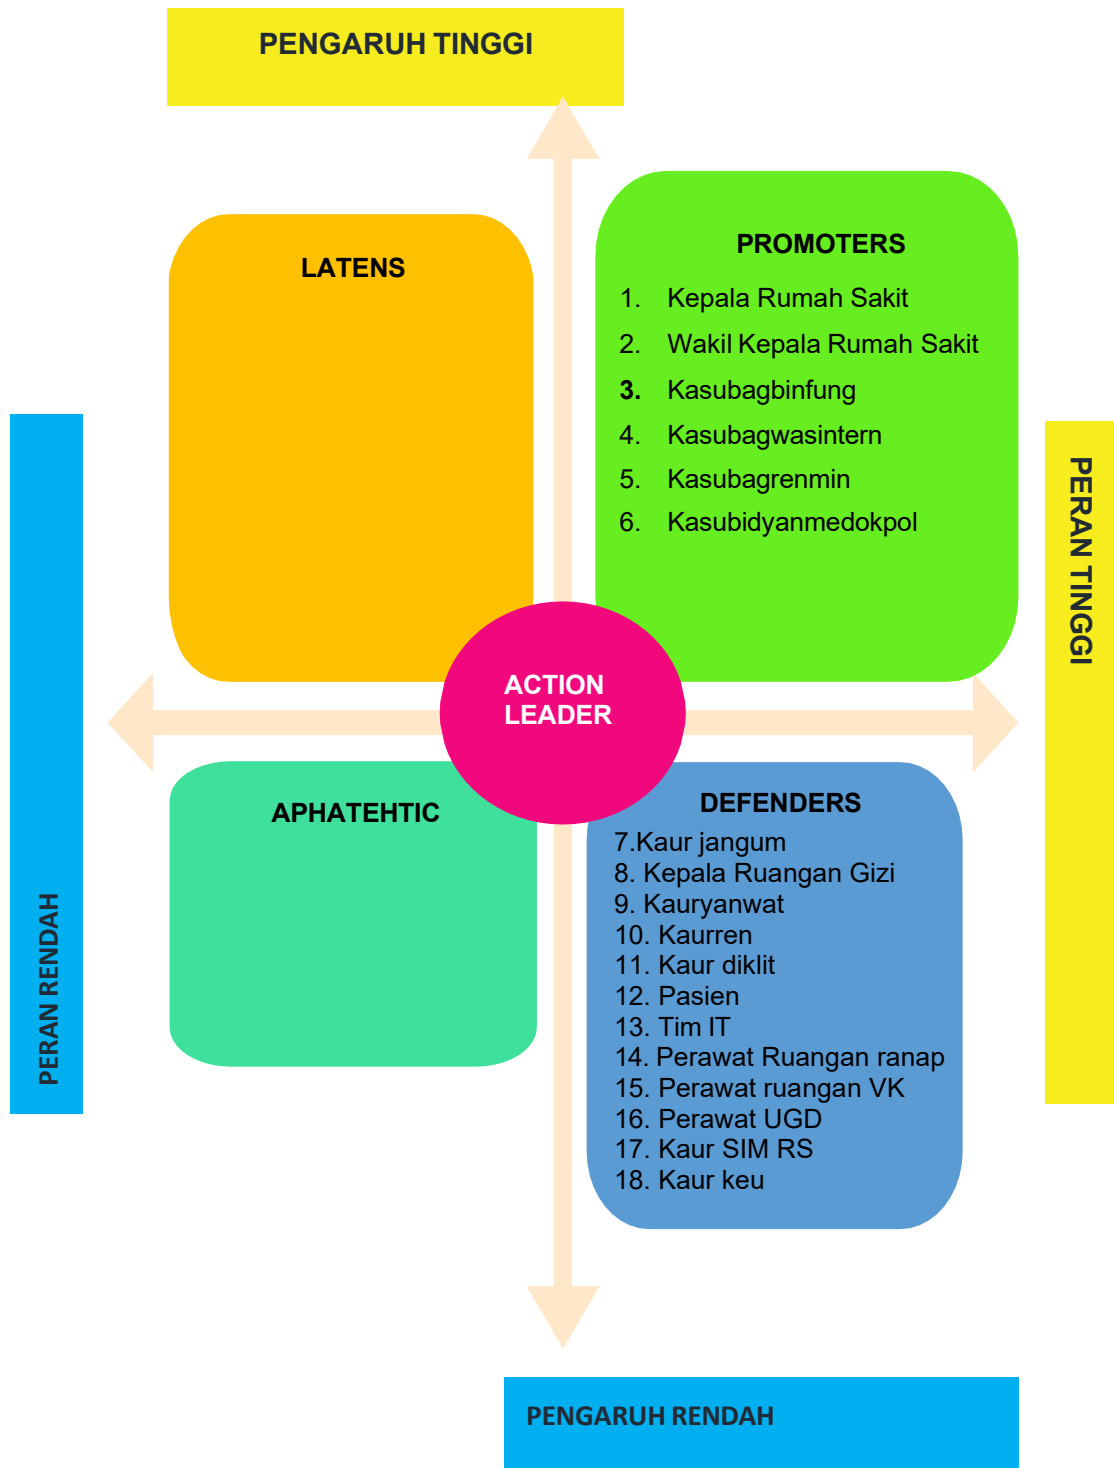 PENGARUH TINGGI
LATENS
PROMOTERS
1. Kepala Rumah Sakit
2. Wakil Kepala Rumah Sakit
3. Kasubagbinfung
4. Kasubagwasintern
5. Kasubagrenmin
6. Kasubidyanmedokpol
PERAN RENDAH
PERAN TINGGI
ACTION
LEADER
APHATEHTIC
DEFENDERS
7.Kaur jangum
8. Kepala Ruangan Gizi
9. Kauryanwat
10. Kaurren
11. Kaur diklit
12. Pasien
13. Tim IT
14. Perawat Ruangan ranap
15. Perawat ruangan VK
16. Perawat UGD
17. Kaur SIM RS
18. Kaur keu
PENGARUH RENDAH